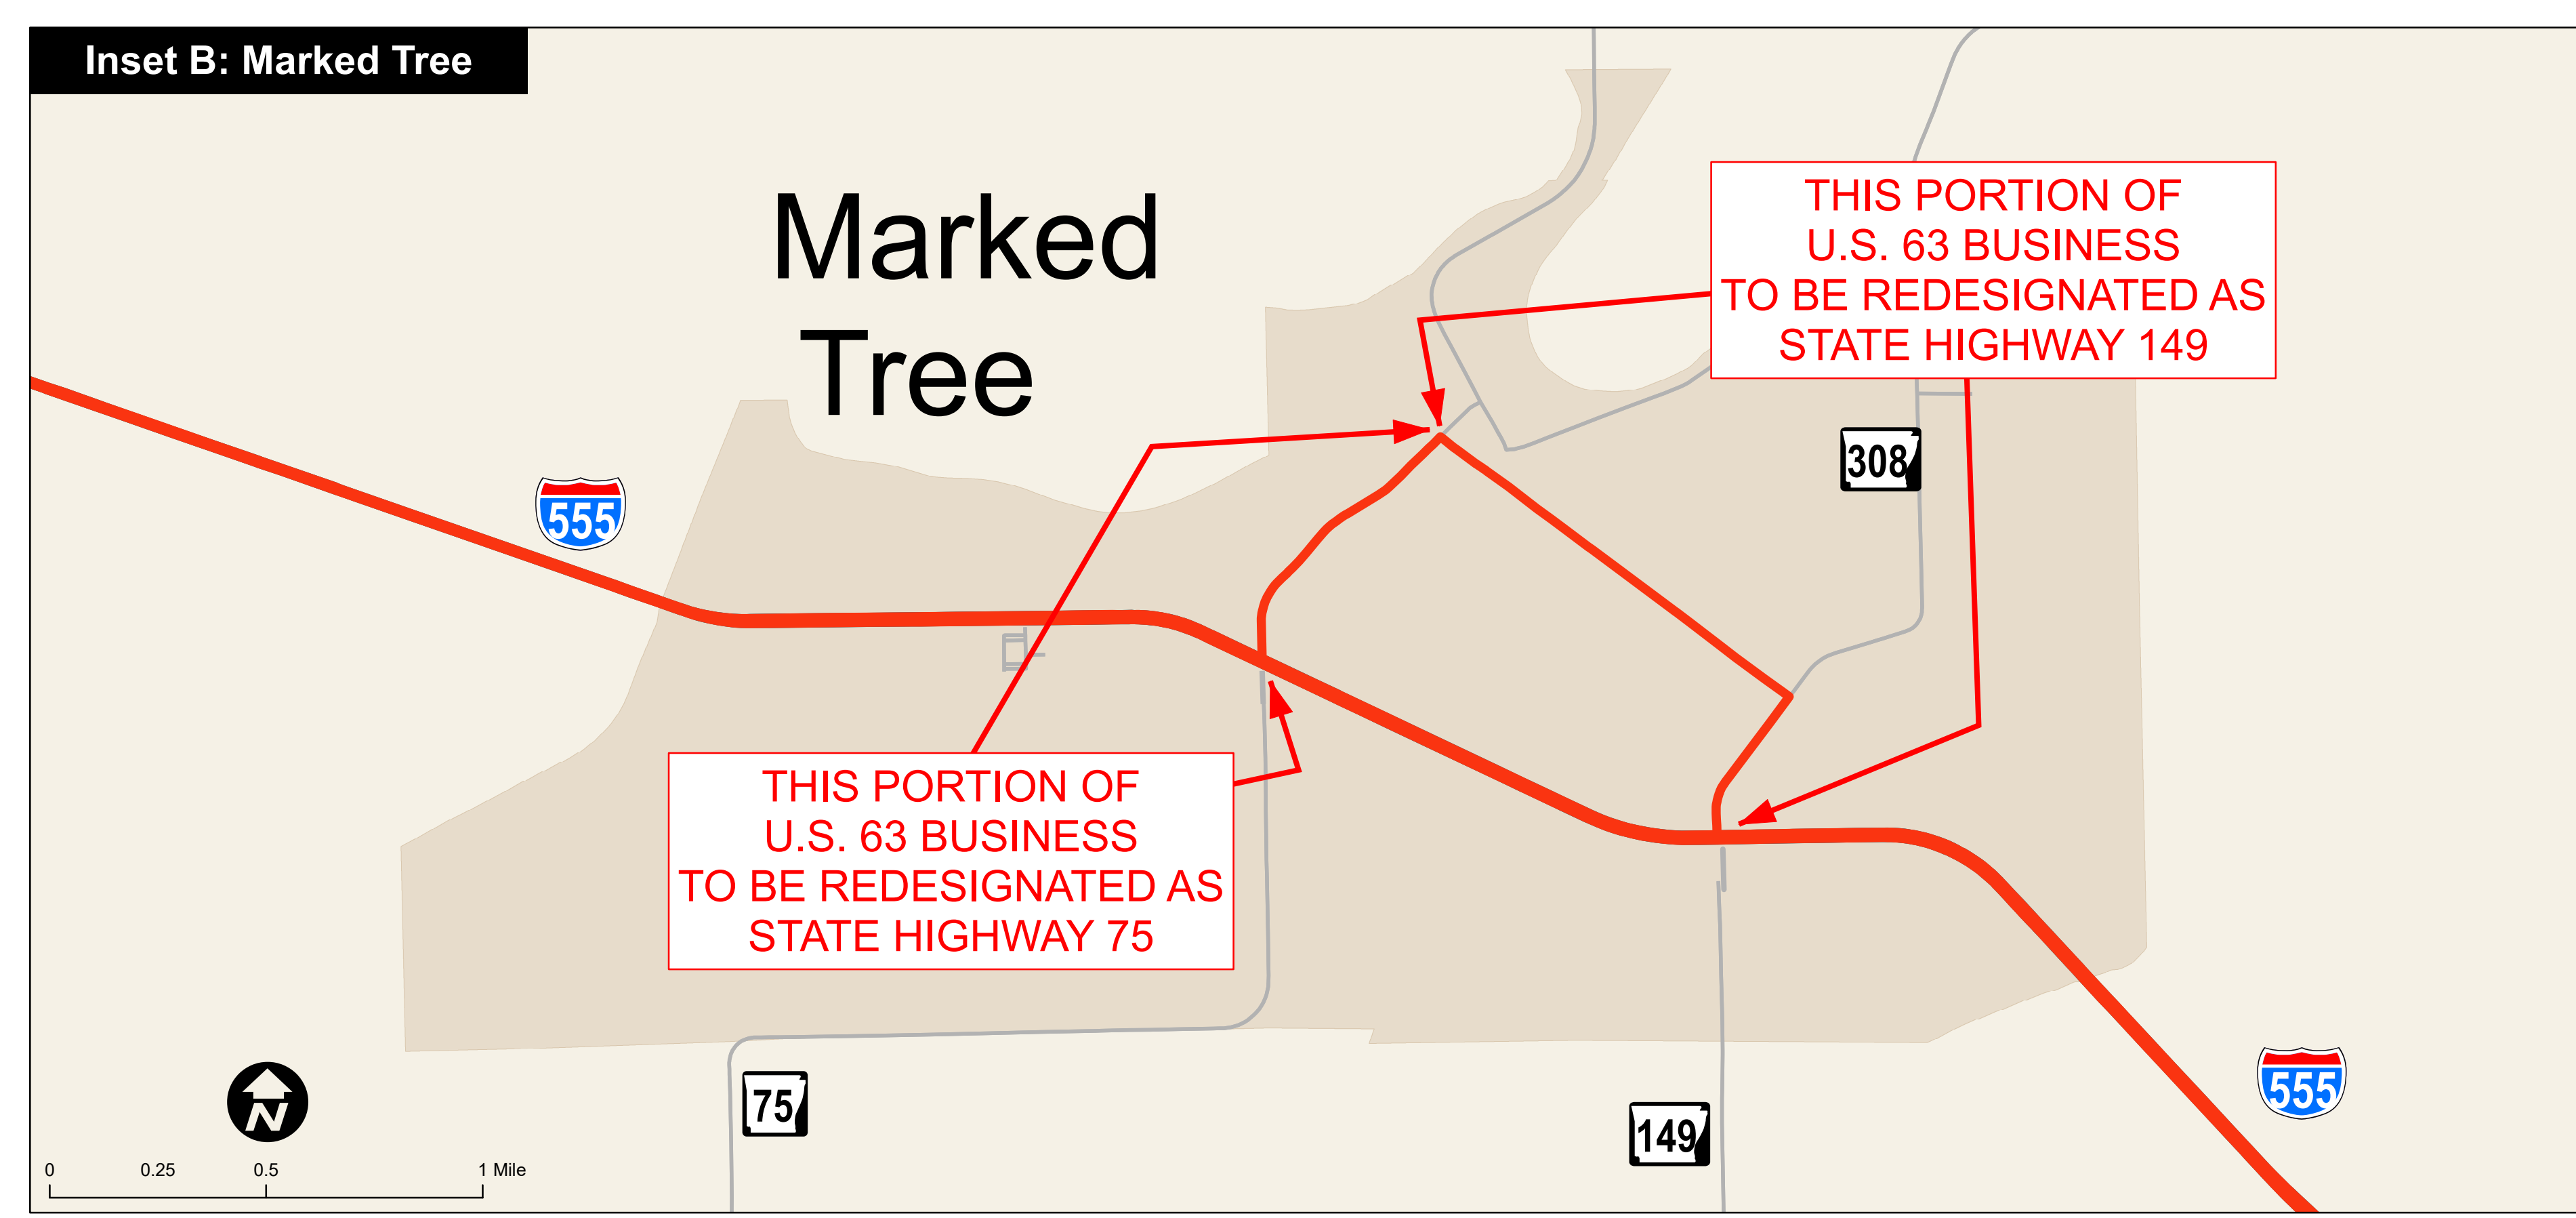 Inset B: Marked Tree
Marked
Tree
THIS PORTION OF
U.S. 63 BUSINESS
TO BE REDESIGNATED AS
STATE HIGHWAY 149
308
555
THIS PORTION OF
U.S. 63 BUSINESS
TO BE REDESIGNATED AS
STATE HIGHWAY 75
555
75
149
N
0 0.25 0.5 1 Mile